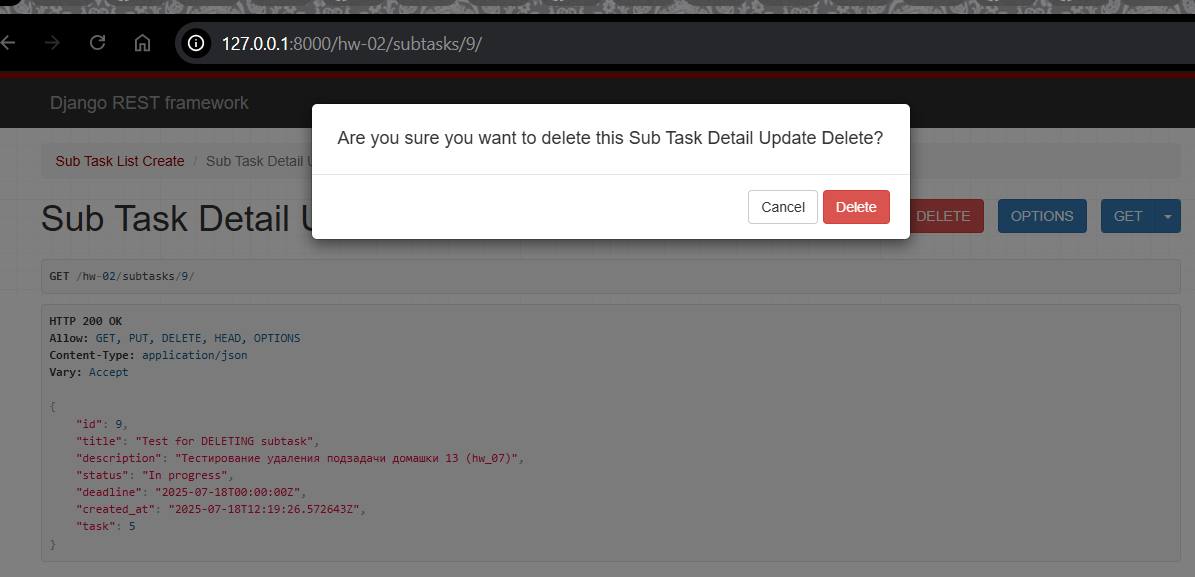 127.0.0.1:8000/hw-02/subtasks/9/
Django REST framework
Are you sure you want to delete this Sub Task Detail Update Delete?
Cancel
Delete
Sub Task List Create / Sub Task Detail
Sub Task Detail
DELETE
OPTIONS
GET
GET /hw-02/subtasks/9/
HTTP 200 OK
Allow: GET, PUT, DELETE, HEAD, OPTIONS
Content-Type: application/json
Vary: Accept
{
"id": 9,
"title": "Test for DELETING subtask",
"description": "Тестирование удаления подзадачи домашки 13 (hw_07)",
"status": "In progress",
"deadline": "2025-07-18T00:00:00Z",
"created_at": "2025-07-18T12:19:26.572643Z",
"task": 5
}